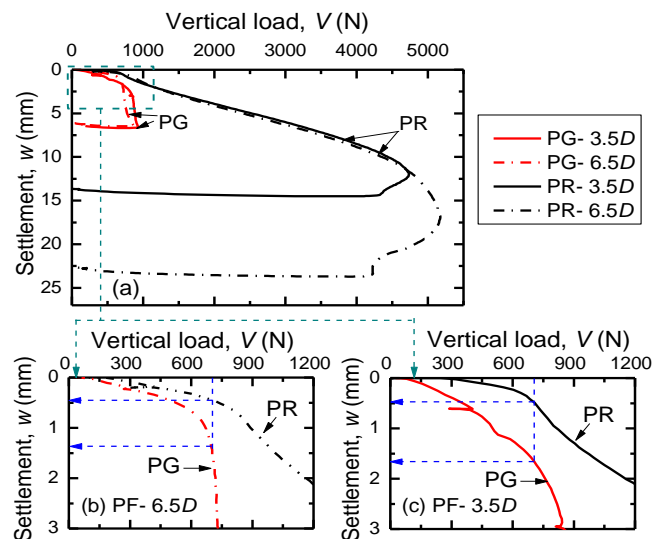 Vertical load, V (N)
0 1000 2000 3000 4000 5000
Settlement, w (mm)
0
5
10
15
20
25
PG
PR
(a)
PG- 3.5D
PG- 6.5D
PR- 3.5D
PR- 6.5D
Vertical load, V (N)
0 300 600 900 1200
Settlement, w (mm)
0
1
2
3
PR
PG
(b) PF- 6.5D
Vertical load, V (N)
0 300 600 900 1200
Settlement, w (mm)
0
1
2
3
PR
PG
(c) PF- 3.5D